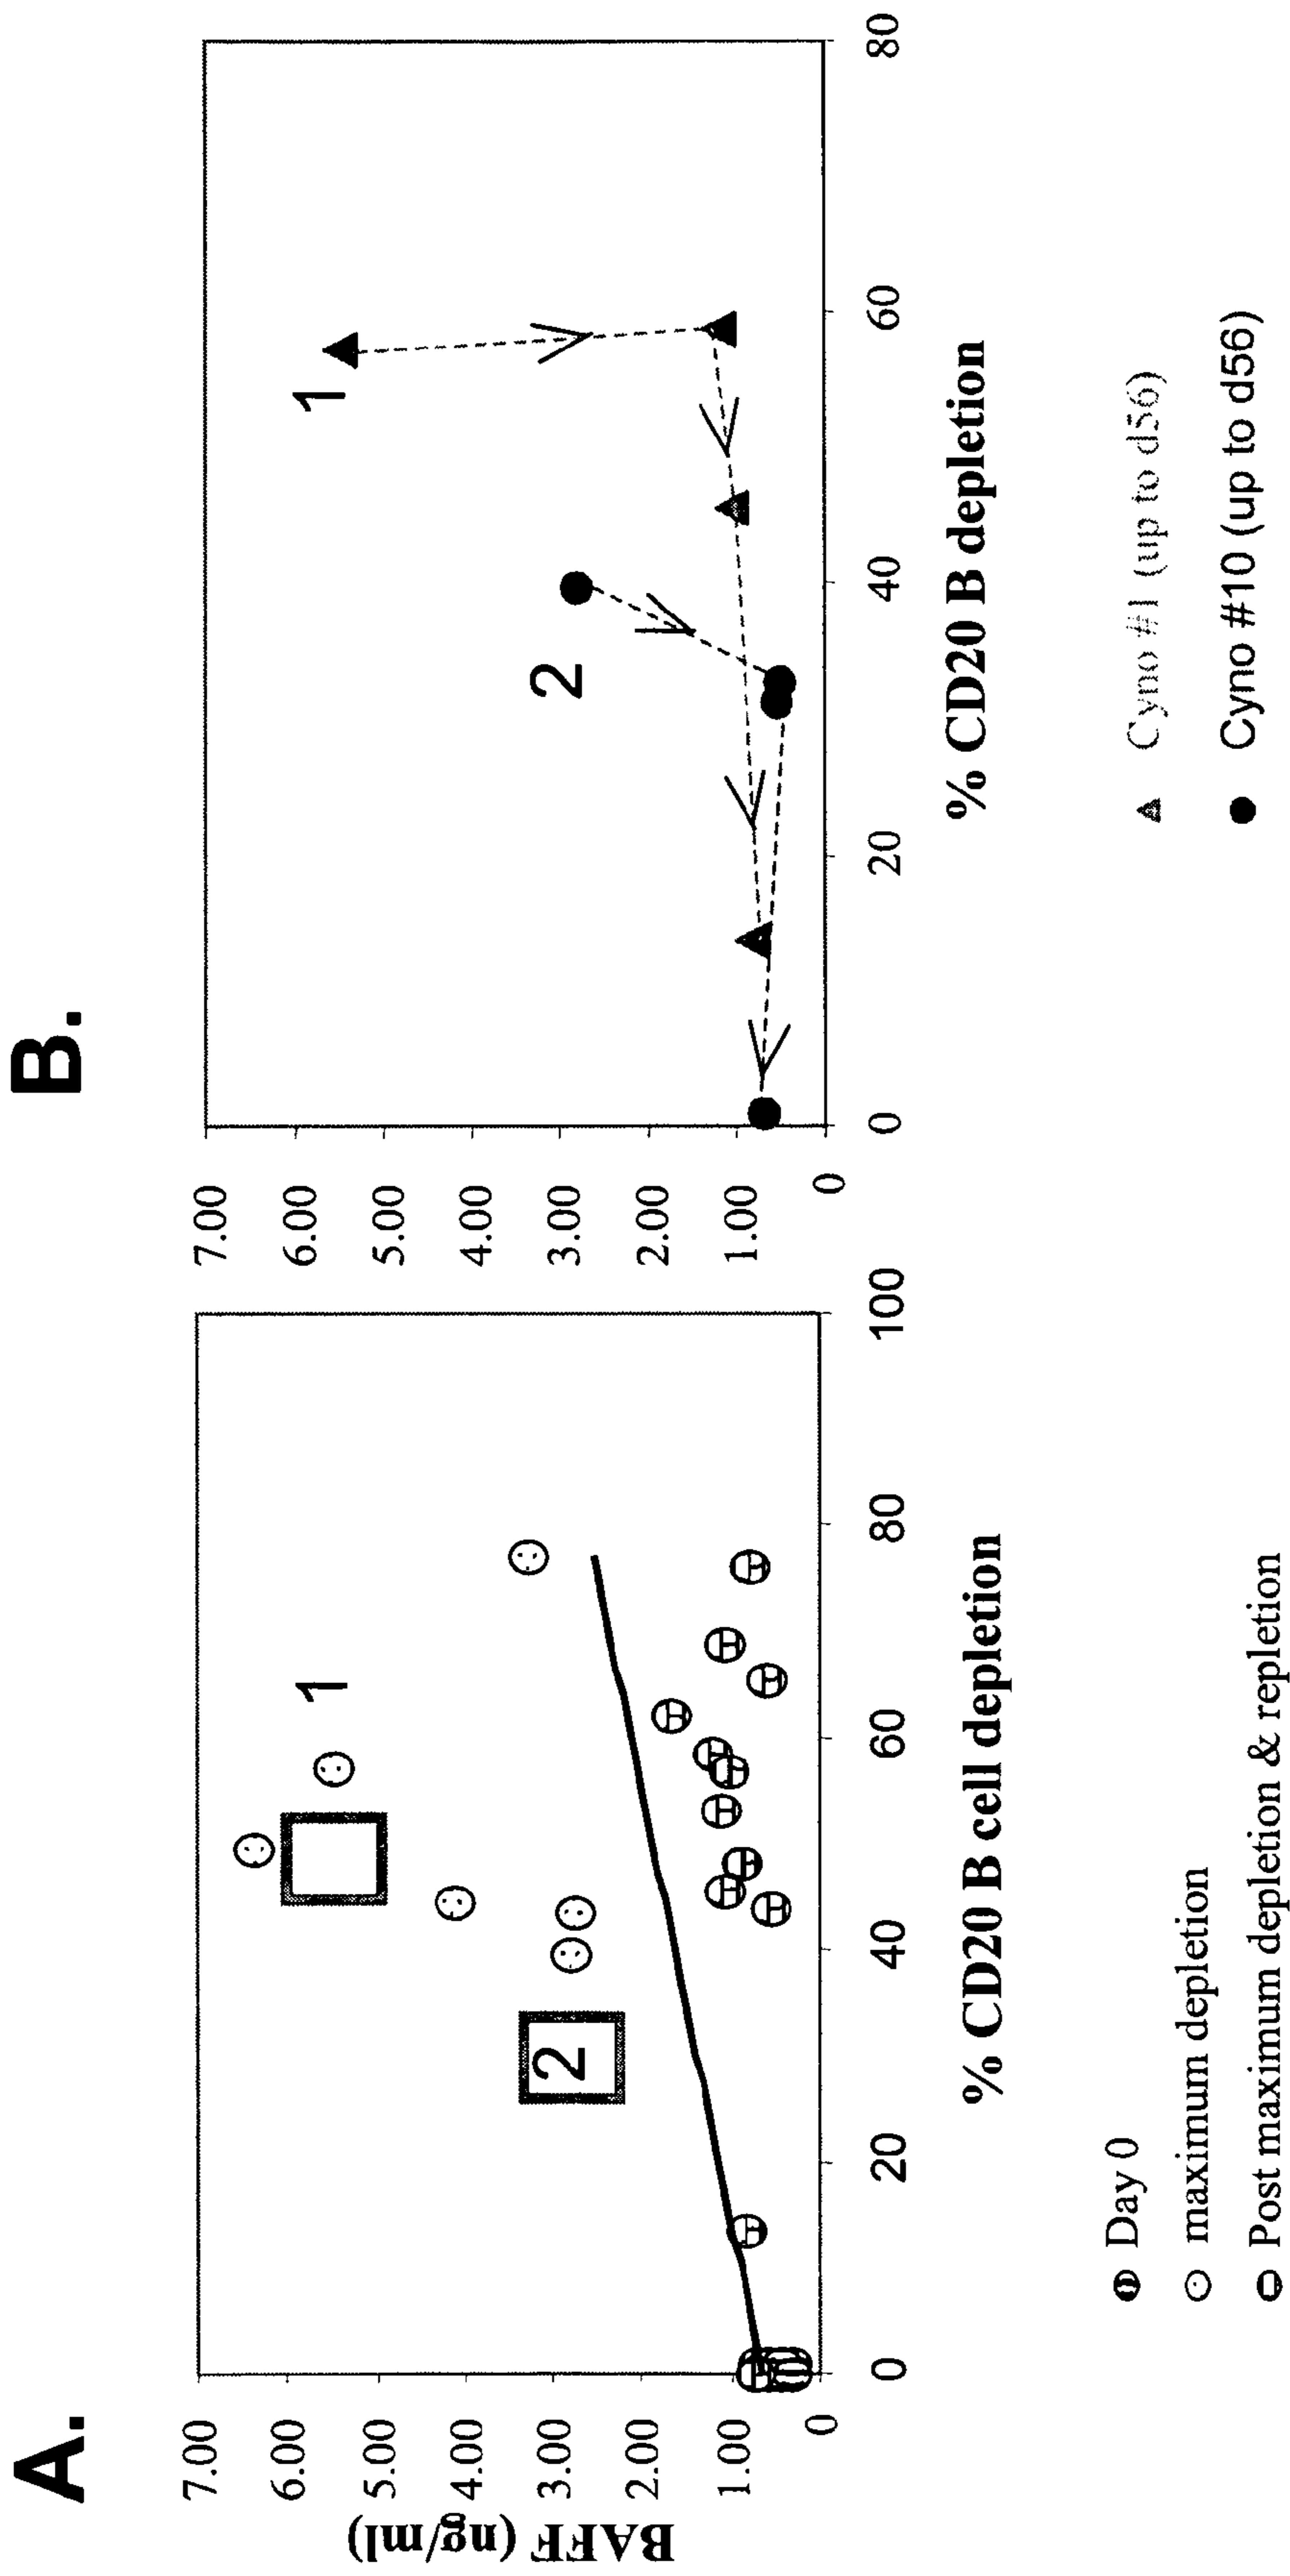 A.
BAFF (ng/ml)
7.00
6.00
5.00
4.00
3.00
2.00
1.00
0
1
2
0 20 40 60 80 100
% CD20 B cell depletion
Day 0
maximum depletion
Post maximum depletion & repletion
B.
7.00
6.00
5.00
4.00
3.00
2.00
1.00
0
1
2
0 20 40 60 80
% CD20 B depletion
Cyno #1 (up to d56)
Cyno #10 (up to d56)